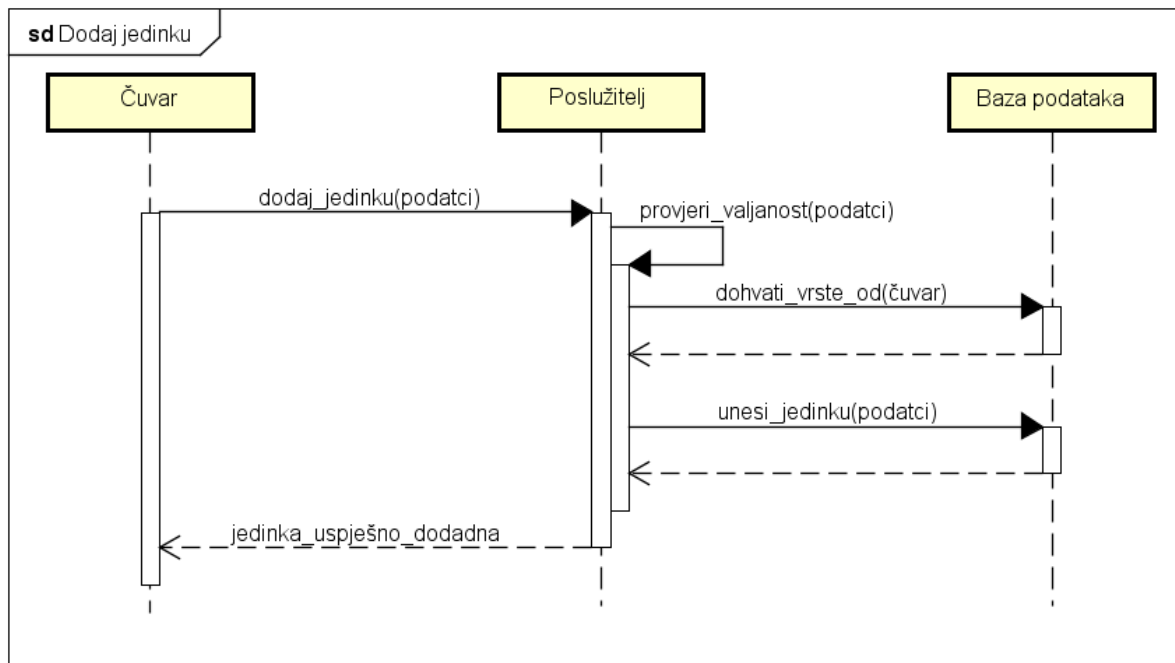 sd Dodaj jedinku
Čuvar
Poslužitelj
Baza podataka
dodaj_jedinku(podatci)
provjeri_valjanost(podatci)
dohvati_vrste_od(čuvar)
unesi_jedinku(podatci)
jedinka_uspješno_dodadna